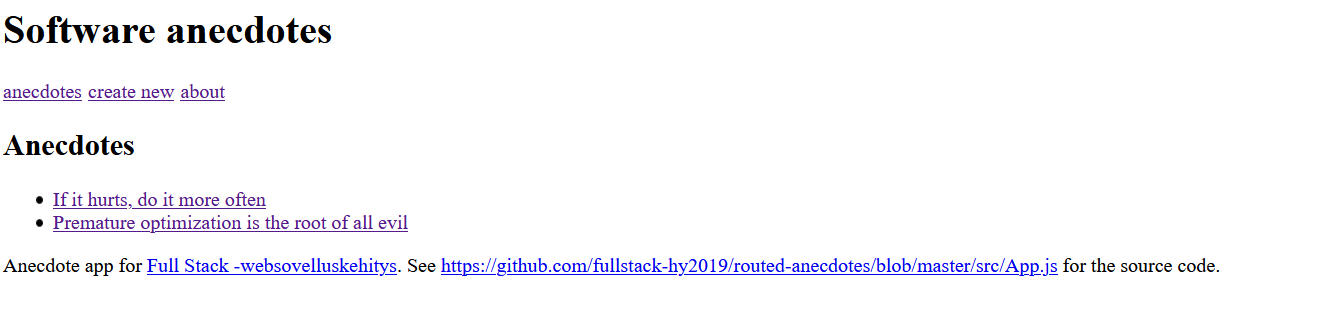 Software anecdotes
anecdotes create new about
Anecdotes
If it hurts, do it more often
Premature optimization is the root of all evil
Anecdote app for Full Stack -websovelluskehitys. See https://github.com/fullstack-hy2019/routed-anecdotes/blob/master/src/App.js for the source code.